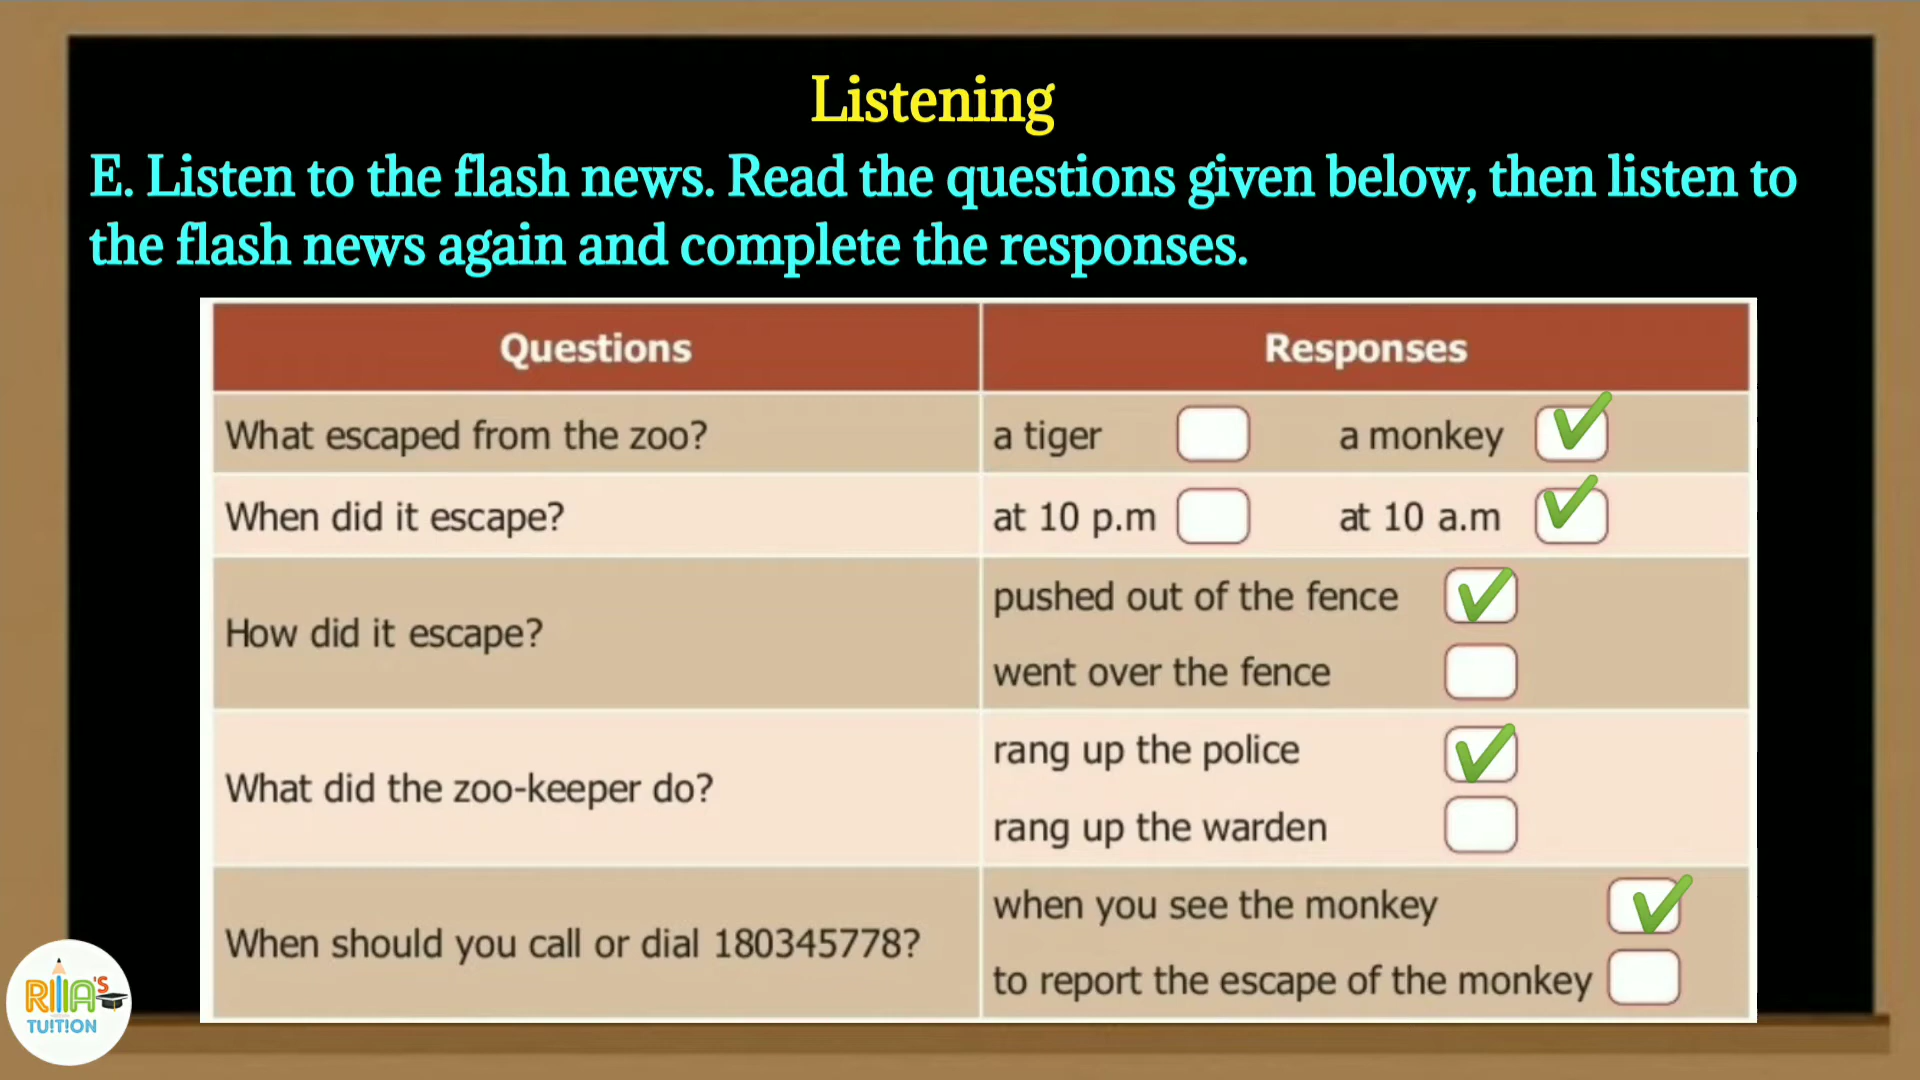 Listening
E. Listen to the flash news. Read the questions given below, then listen to
the flash news again and complete the responses.
Questions
Responses
What escaped from the zoo?
a tiger
a monkey
When did it escape?
at 10 p.m
at 10 a.m
How did it escape?
pushed out of the fence
went over the fence
What did the zoo-keeper do?
rang up the police
rang up the warden
When should you call or dial 180345778?
when you see the monkey
to report the escape of the monkey
RIIA'S
TUITION